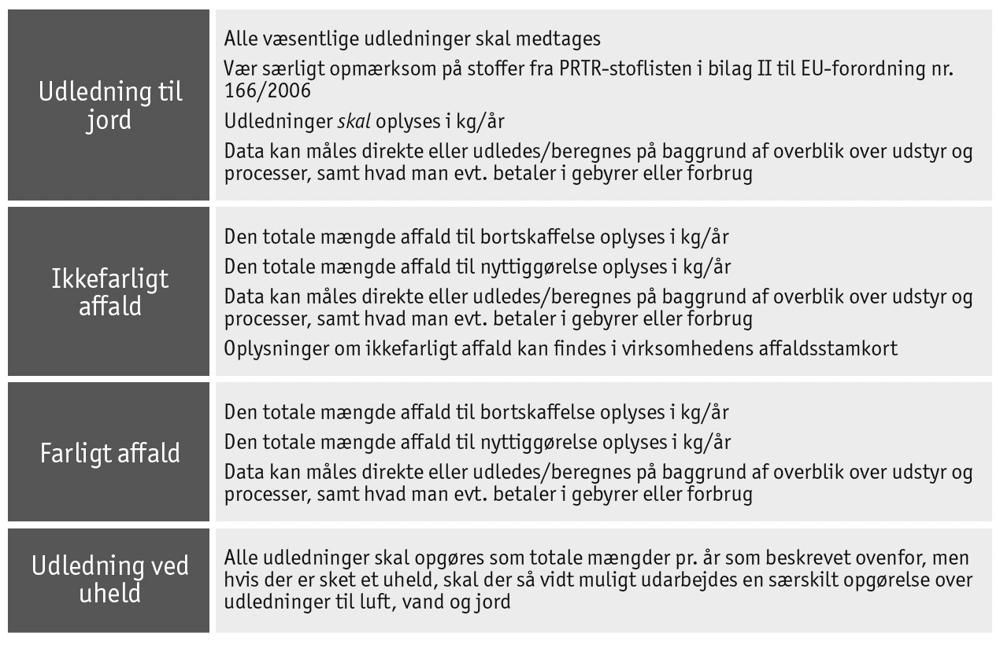 Udledning til
jord
Alle væsentlige udledninger skal medtages
Vær særligt opmærksom på stoffer fra PRTR-stoflisten i bilag II til EU-forordning nr.
166/2006
Udledninger skal oplyses i kg/år
Data kan måles direkte eller udledes/beregnes på baggrund af overblik over udstyr og
processer, samt hvad man evt. betaler i gebyrer eller forbrug
Ikkefarligt
affald
Den totale mængde affald til bortskaffelse oplyses i kg/år
Den totale mængde affald til nyttiggørelse oplyses i kg/år
Data kan måles direkte eller udledes/beregnes på baggrund af overblik over udstyr og
processer, samt hvad man evt. betaler i gebyrer eller forbrug
Oplysninger om ikkefarligt affald kan findes i virksomhedens affaldsstamkort
Farligt affald
Den totale mængde affald til bortskaffelse oplyses i kg/år
Den totale mængde affald til nyttiggørelse oplyses i kg/år
Data kan måles direkte eller udledes/beregnes på baggrund af overblik over udstyr og
processer, samt hvad man evt. betaler i gebyrer eller forbrug
Udledning ved
uheld
Alle udledninger skal opgøres som totale mængder pr. år som beskrevet ovenfor, men
hvis der er sket et uheld, skal der så vidt muligt udarbejdes en særskilt opgørelse over
udledninger til luft, vand og jord